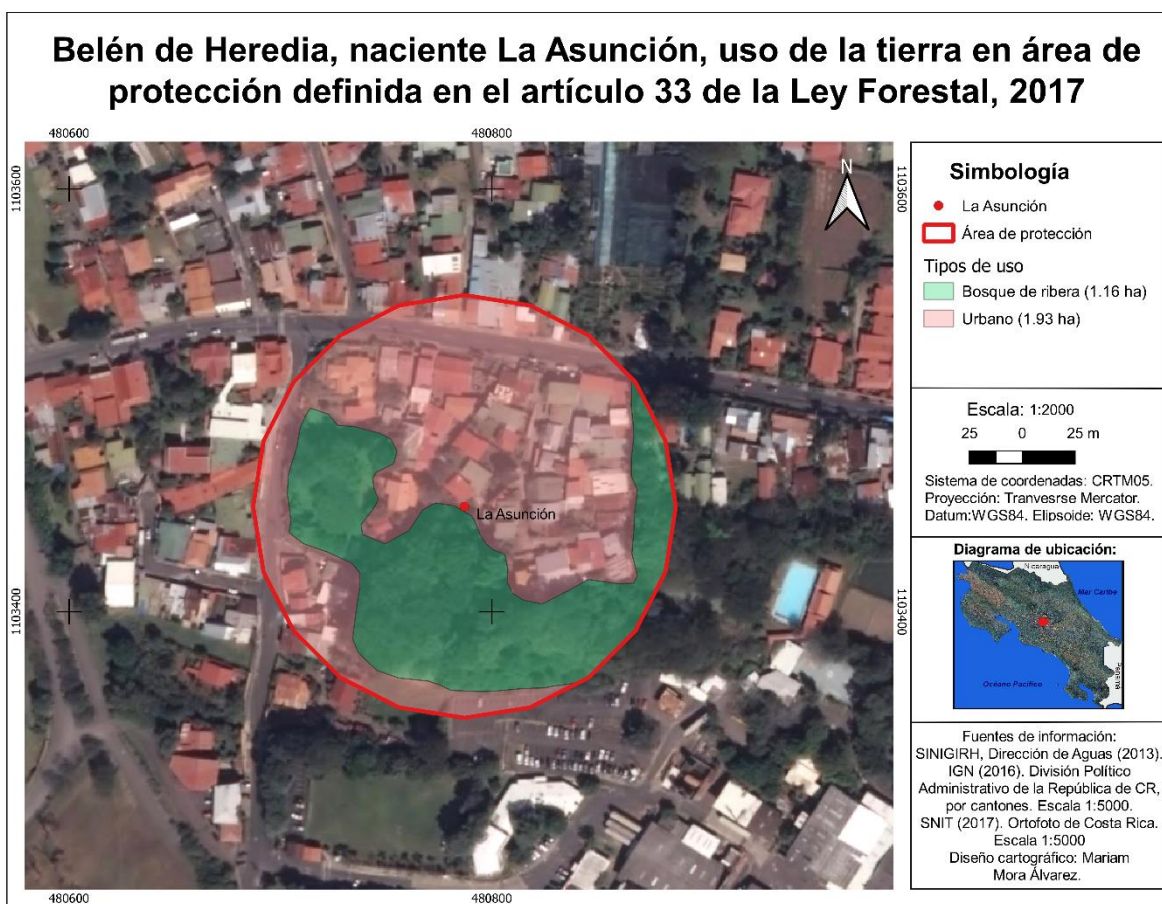 Belén de Heredia, naciente La Asunción, uso de la tierra en área de
protección definida en el artículo 33 de la Ley Forestal, 2017
480600
480800
1103600
1103600
N
La Asunción
1103400
1103400
480600
480800
Simbología
La Asunción
Área de protección
Tipos de uso
Bosque de ribera (1.16 ha)
Urbano (1.93 ha)
Escala: 1:2000
25 0 25 m
Sistema de coordenadas: CRTM05.
Proyección: Tranvesrse Mercator.
Datum:WGS84. Elipsoide: WGS84.
Diagrama de ubicación:
Nicaragua
Mar Caribe
Panamá
Océano Pacífico
Fuentes de información:
SINIGIRH, Dirección de Aguas (2013).
IGN (2016). División Político
Administrativo de la República de CR,
por cantones. Escala 1:5000.
SNIT (2017). Ortofoto de Costa Rica.
Escala 1:5000
Diseño cartográfico: Mariam
Mora Álvarez.